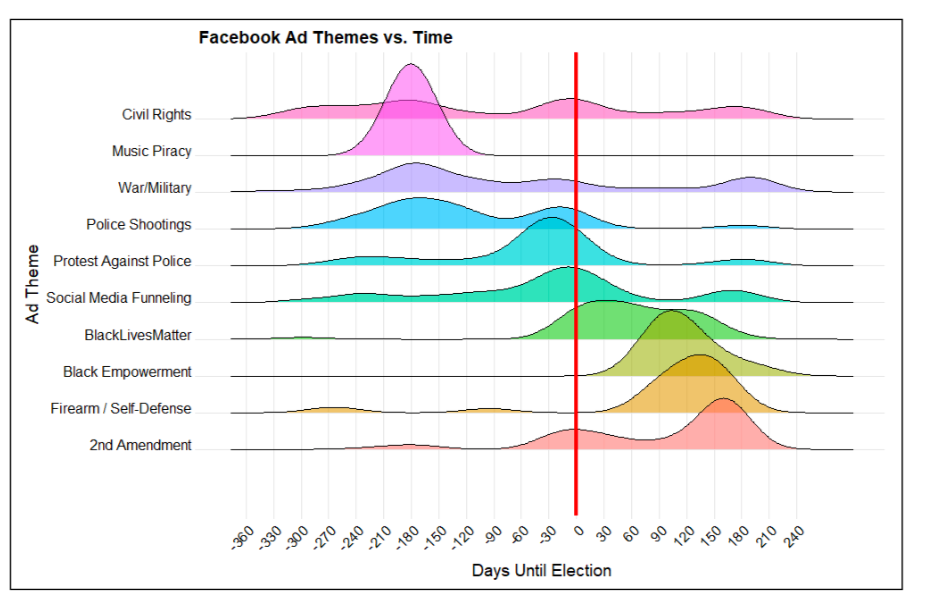 Facebook Ad Themes vs. Time
Civil Rights
Music Piracy
War/Military
Police Shootings
Protest Against Police
Social Media Funneling
BlackLivesMatter
Black Empowerment
Firearm / Self-Defense
2nd Amendment
Ad Theme
-360 -330 -300 -270 -240 -210 -180 -150 -120 -90 -60 -30 0 30 60 90 120 150 180 210 240
Days Until Election